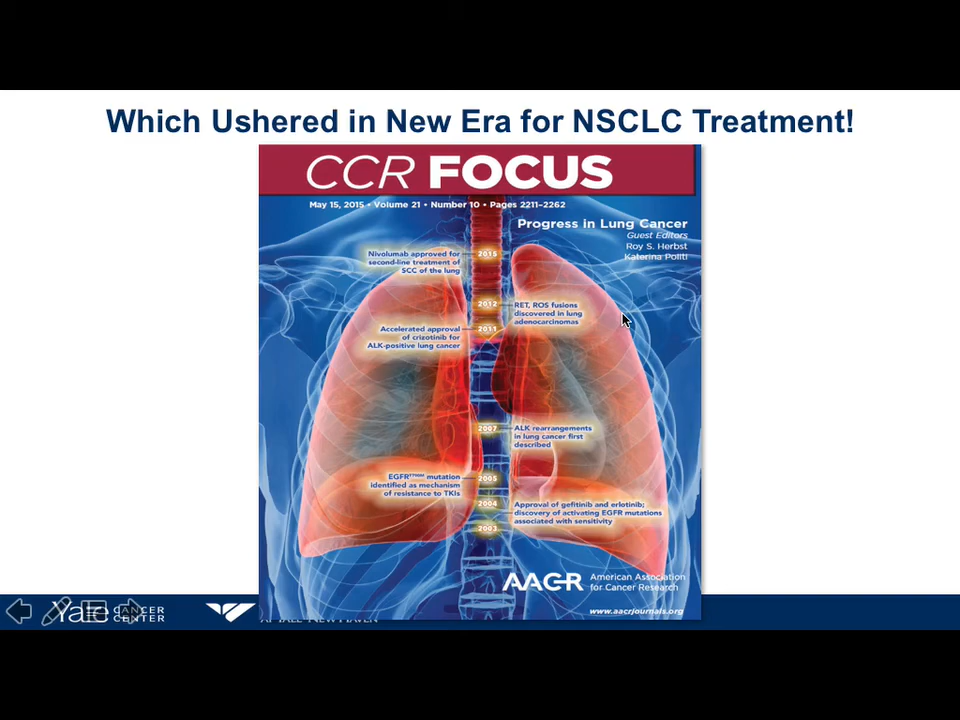 Which Ushered in New Era for NSCLC Treatment!
CCR FOCUS
May 15, 2015 • Volume 21 • Number 10 • Pages 2211–2262
Progress in Lung Cancer
Guest Editors
Roy S. Herbst
Katerina Politi
Nivolumab approved for
second-line treatment of
SCC of the lung
2015
2012
RET, ROS fusions
discovered in lung
adenocarcinomas
Accelerated approval
of crizotinib for
ALK-positive lung cancer
2011
2007
ALK rearrangements
in lung cancer first
described
EGFR mutation
identified as mechanism
of resistance to TKIs
2005
2004
Approval of gefitinib and erlotinib;
discovery of activating EGFR mutations
associated with sensitivity
2003
AACR American Association
for Cancer Research
www.aacrjournals.org
Yale CANCER
CENTER